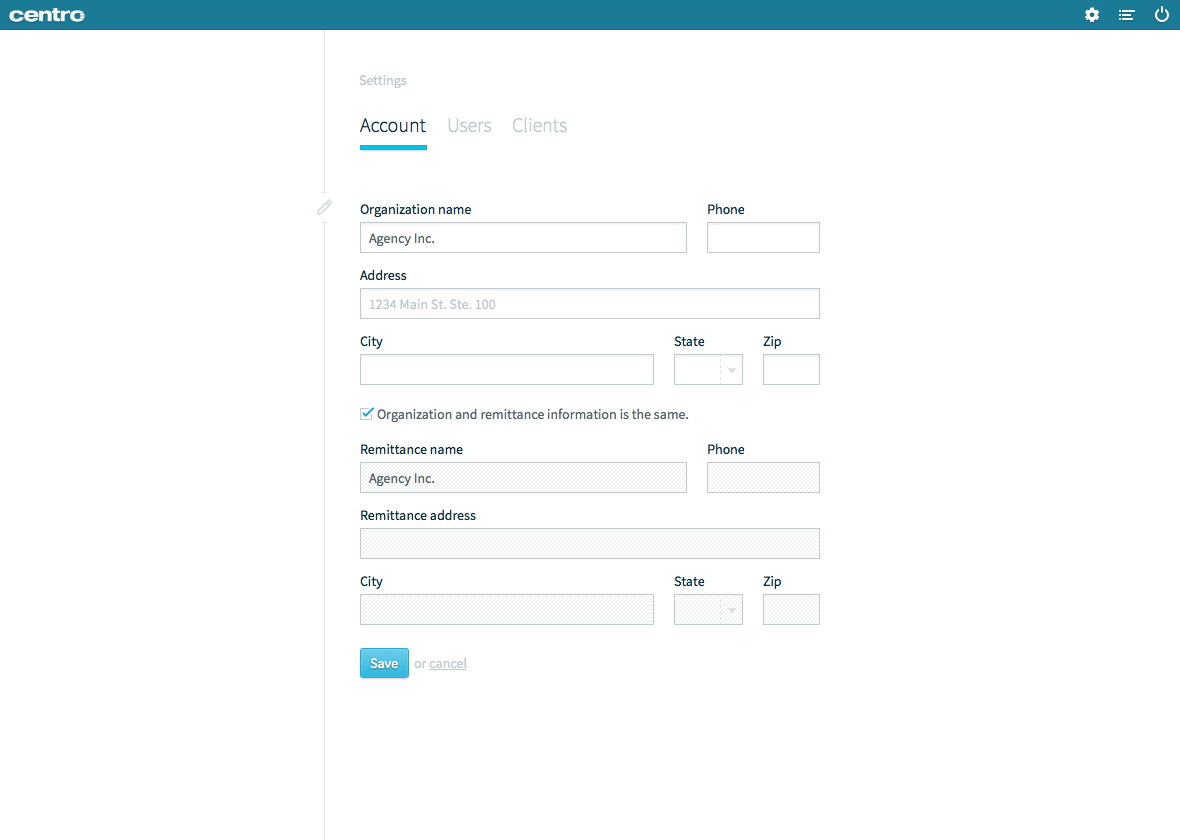 centro
Settings
Account Users Clients
Organization name Phone
Agency Inc.
Address
1234 Main St. Ste. 100
City State Zip
Organization and remittance information is the same.
Remittance name Phone
Agency Inc.
Remittance address
City State Zip
Save or cancel